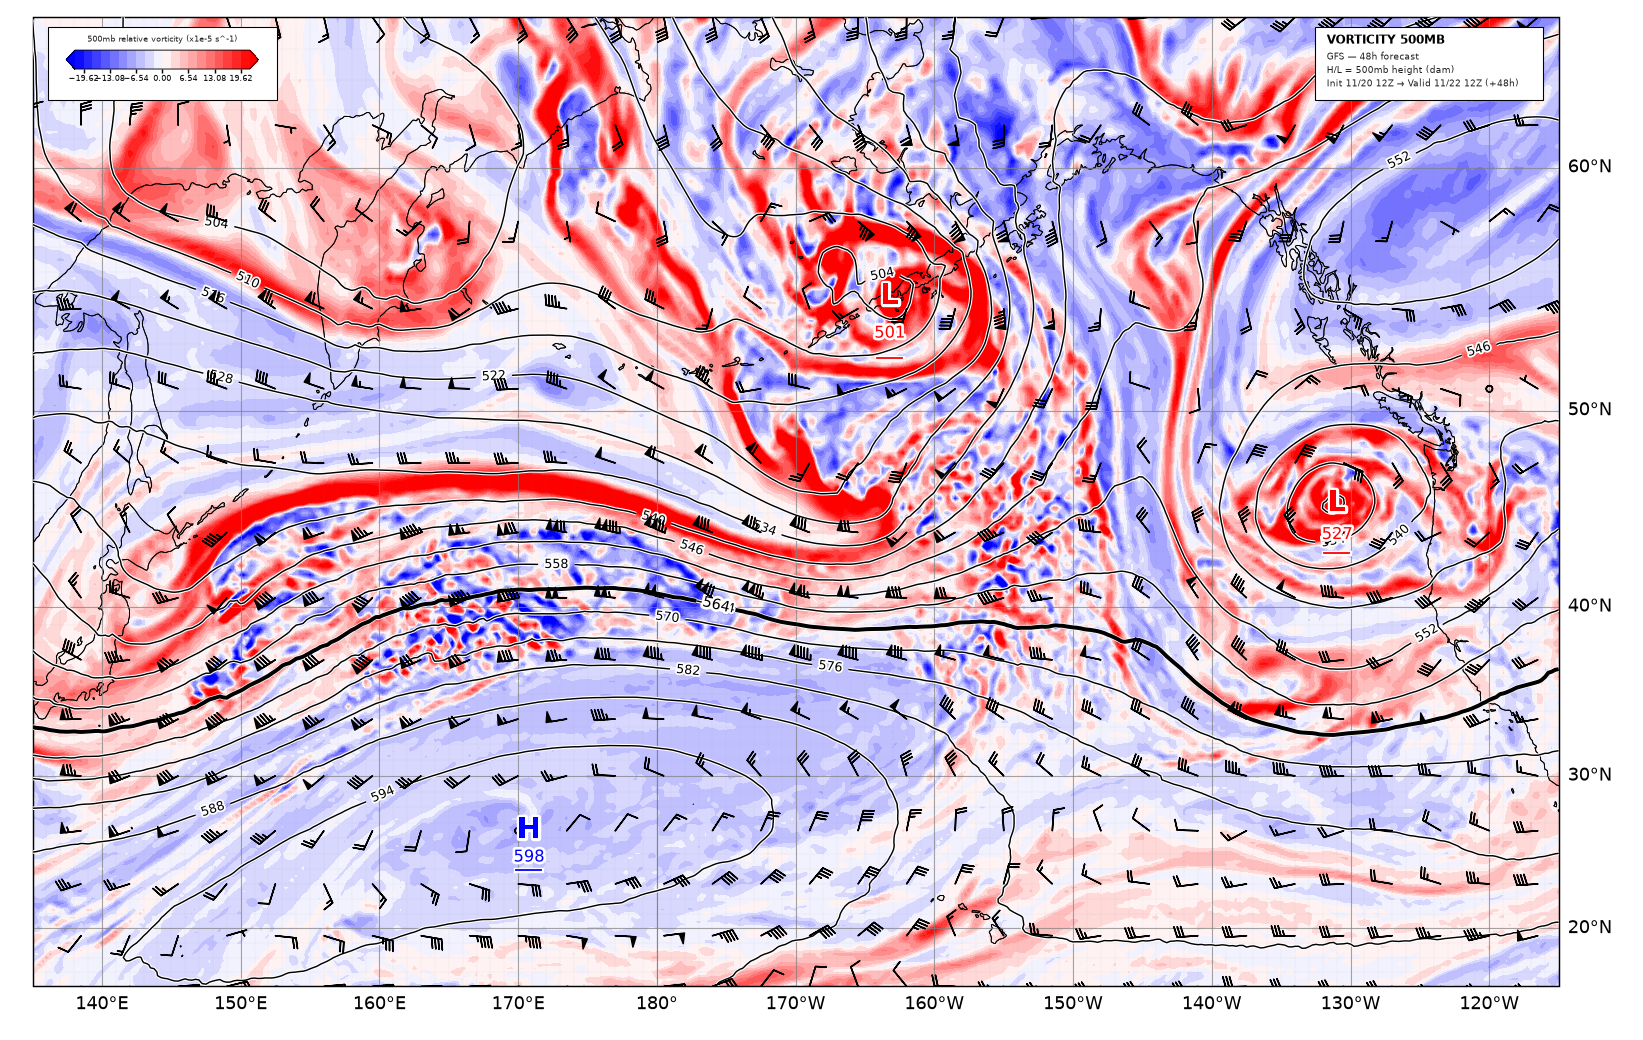 500mb relative vorticity (x1e-5 s^-1)
−19.62 −13.08 −6.54 0.00 6.54 13.08 19.62
VORTICITY 500MB
GFS — 48h forecast
H/L = 500mb height (dam)
Init 11/20 12Z → Valid 11/22 12Z (+48h)
552
60°N
504
510
516
504
L
501
546
528
522
50°N
L
527
540
534
540
546
558
564
570
40°N
552
576
582
30°N
594
588
H
598
20°N
140°E 150°E 160°E 170°E 180° 170°W 160°W 150°W 140°W 130°W 120°W